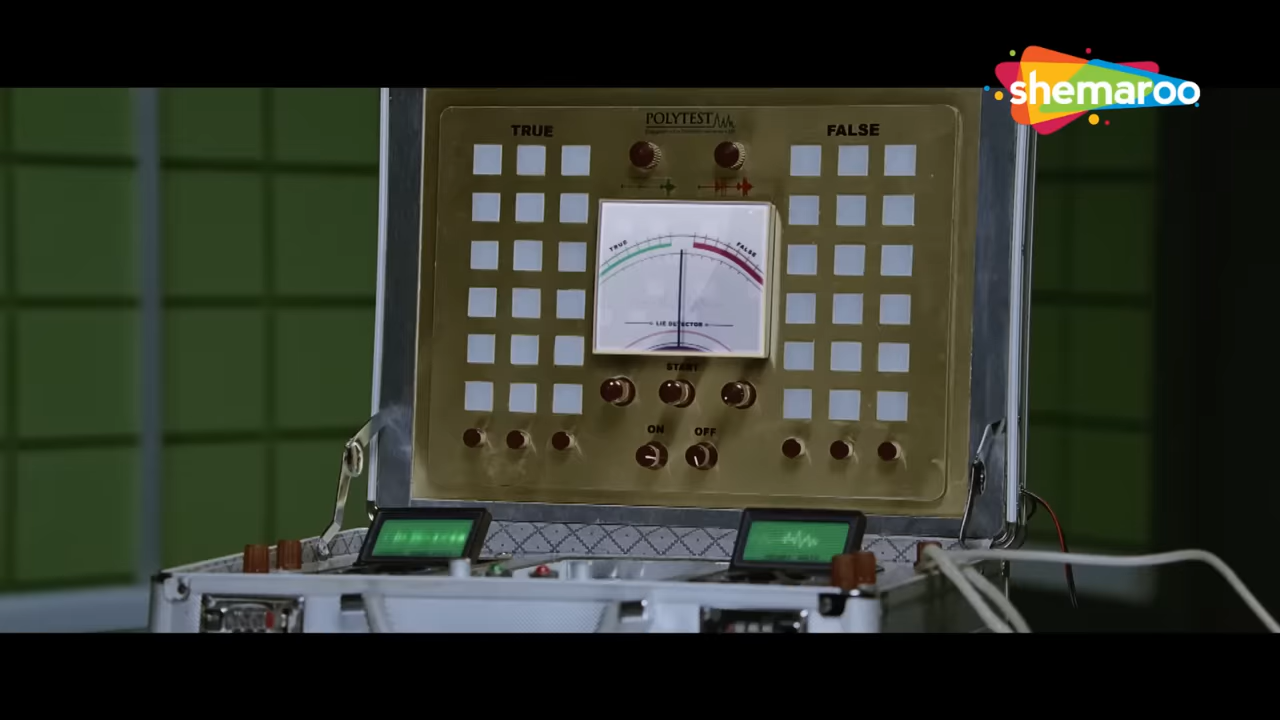 shemaroo
POLYTEST
TRUE
FALSE
TRUE
FALSE
LIE DETECTOR
START
ON
OFF